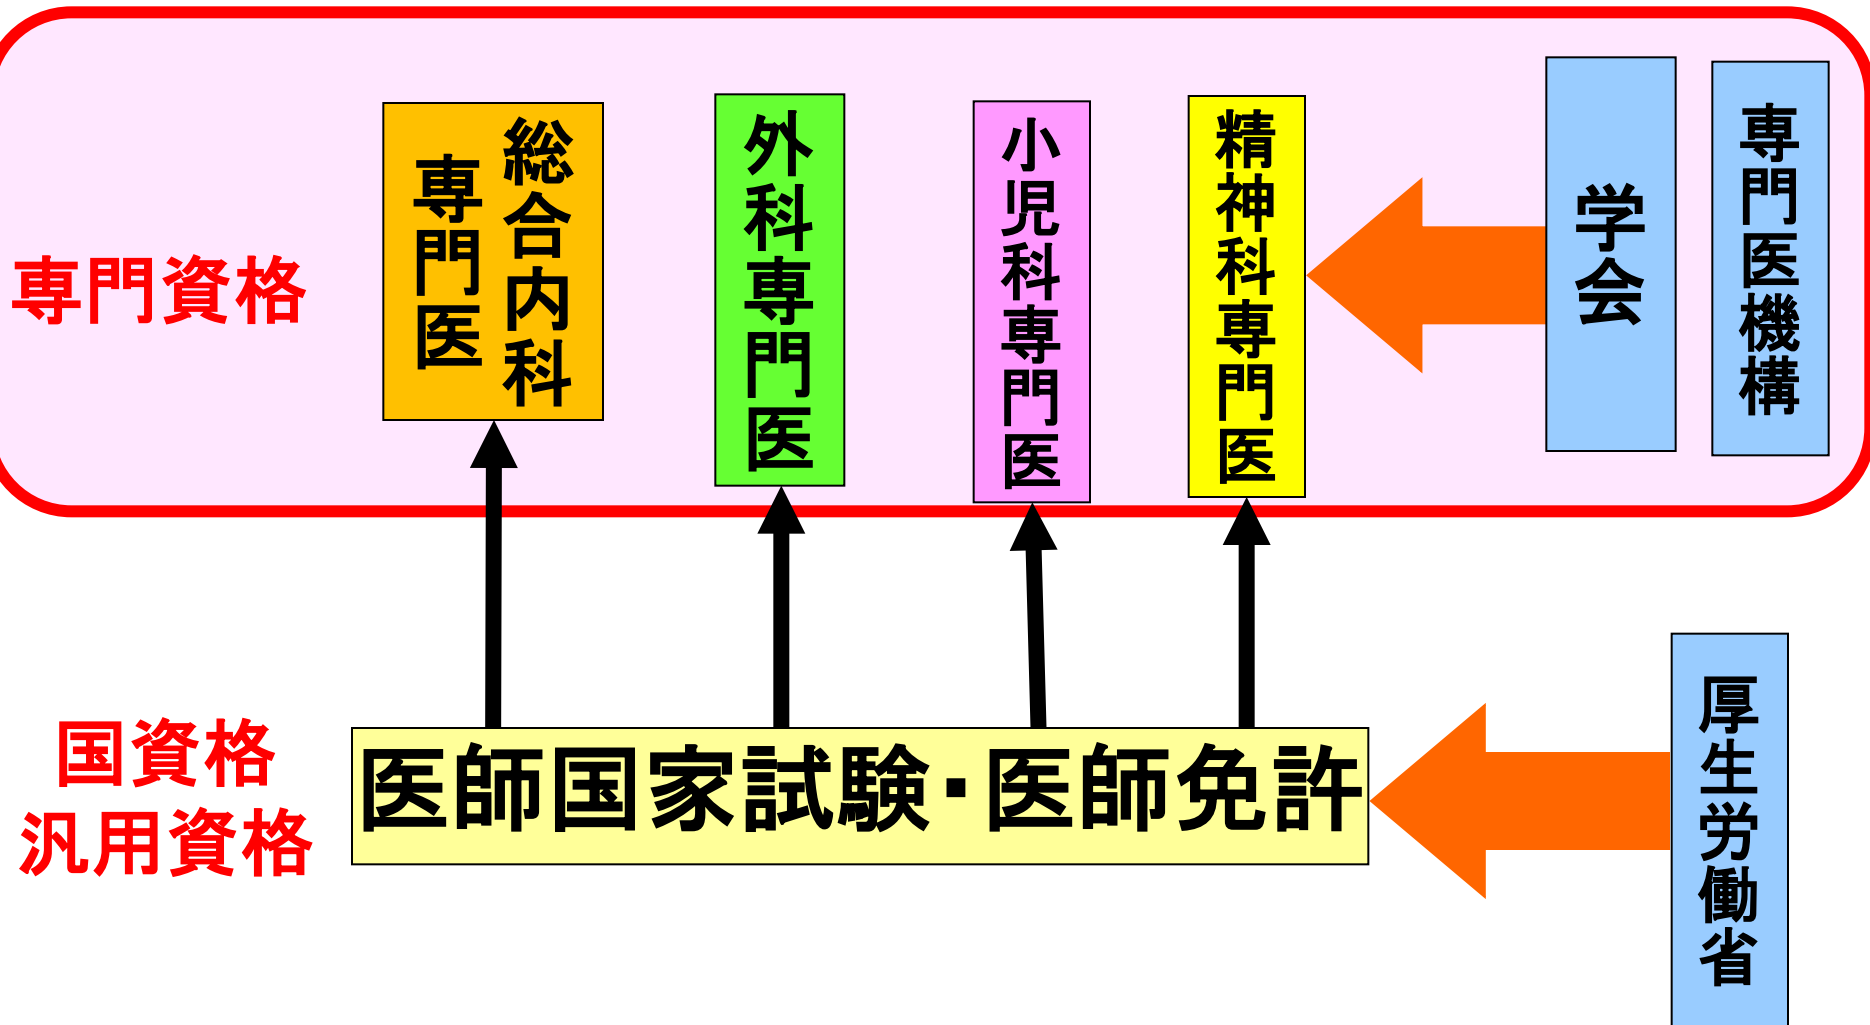 専門資格
総合内科
専門医
外科専門医
小児科専門医
精神科専門医
学会
専門医機構
国資格
汎用資格
医師国家試験・医師免許
厚生労働省